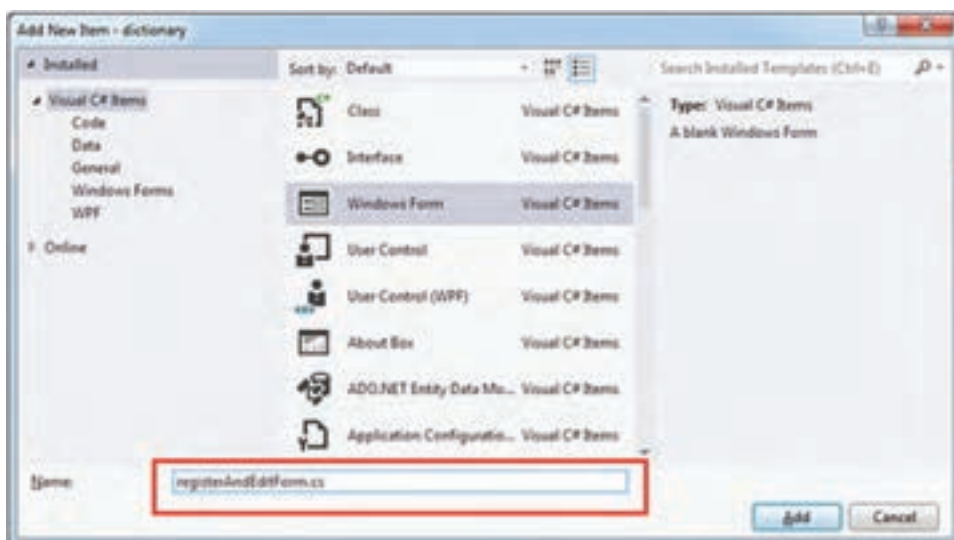 Add New Item - dictionary
Installed
Sort by: Default
Search Installed Templates (Ctrl+E)
Visual C# Items
Code
Data
General
Windows Forms
WPF
Online
Class Visual C# Items
Interface Visual C# Items
Windows Form Visual C# Items
User Control Visual C# Items
User Control (WPF) Visual C# Items
About Box Visual C# Items
ADO.NET Entity Data Mo... Visual C# Items
Application Configuratio... Visual C# Items
Type: Visual C# Items
A blank Windows Form
Name: registerAndEditForm.cs
Add Cancel